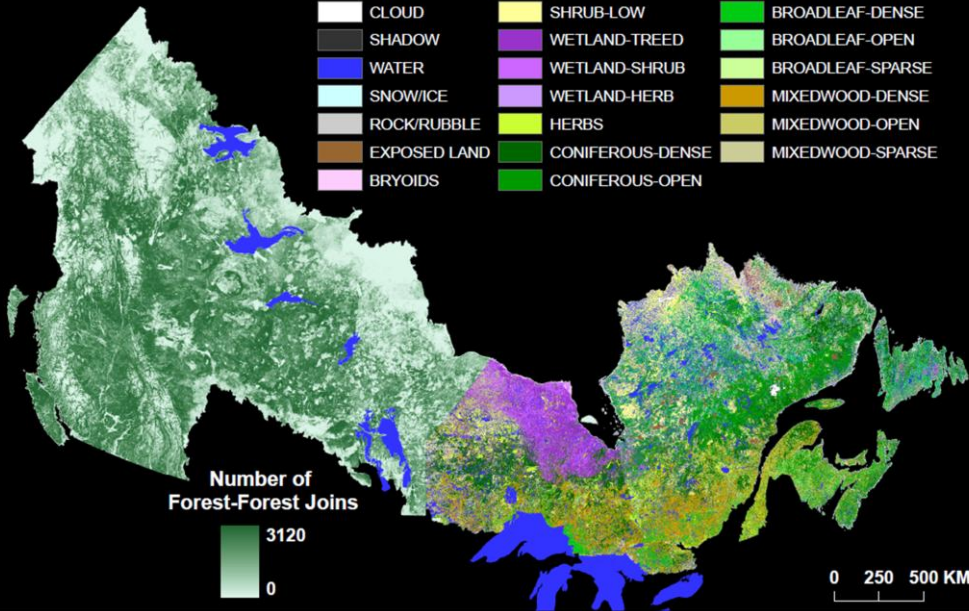 CLOUD
SHADOW
WATER
SNOW/ICE
ROCK/RUBBLE
EXPOSED LAND
BRYOIDS
SHRUB-LOW
WETLAND-TREED
WETLAND-SHRUB
WETLAND-HERB
HERBS
CONIFEROUS-DENSE
CONIFEROUS-OPEN
BROADLEAF-DENSE
BROADLEAF-OPEN
BROADLEAF-SPARSE
MIXEDWOOD-DENSE
MIXEDWOOD-OPEN
MIXEDWOOD-SPARSE
Number of
Forest-Forest Joins
3120
0
0 250 500 KM